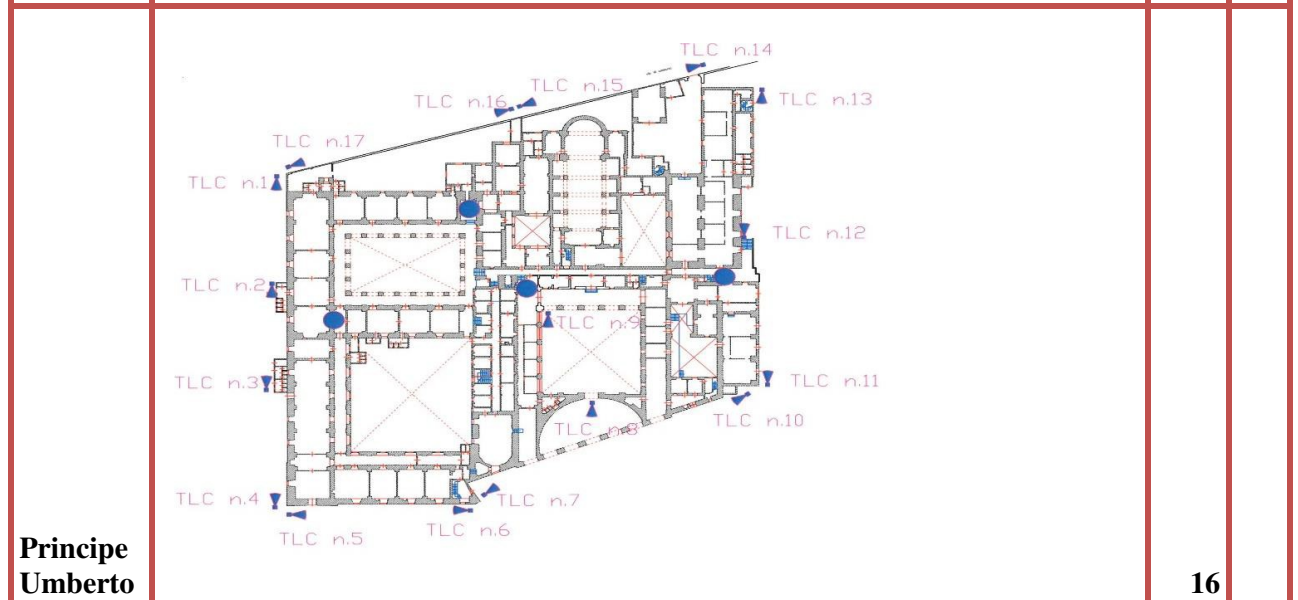 TLC n.14
TLC n.15
TLC n.16
TLC n.13
TLC n.17
TLC n.1
TLC n.12
TLC n.2
TLC n.9
TLC n.3
TLC n.11
TLC n.10
TLC n.8
TLC n.4
TLC n.7
TLC n.6
TLC n.5
Principe
Umberto
16